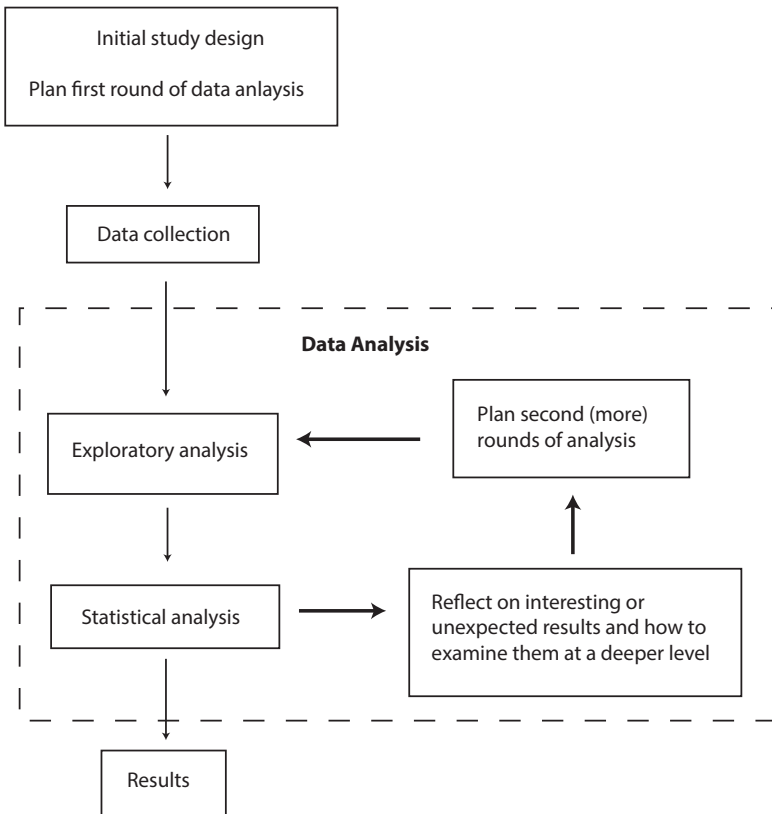 Initial study design
Plan first round of data anlaysis
Data collection
Data Analysis
Exploratory analysis
Plan second (more)
rounds of analysis
Statistical analysis
Reflect on interesting or
unexpected results and how to
examine them at a deeper level
Results